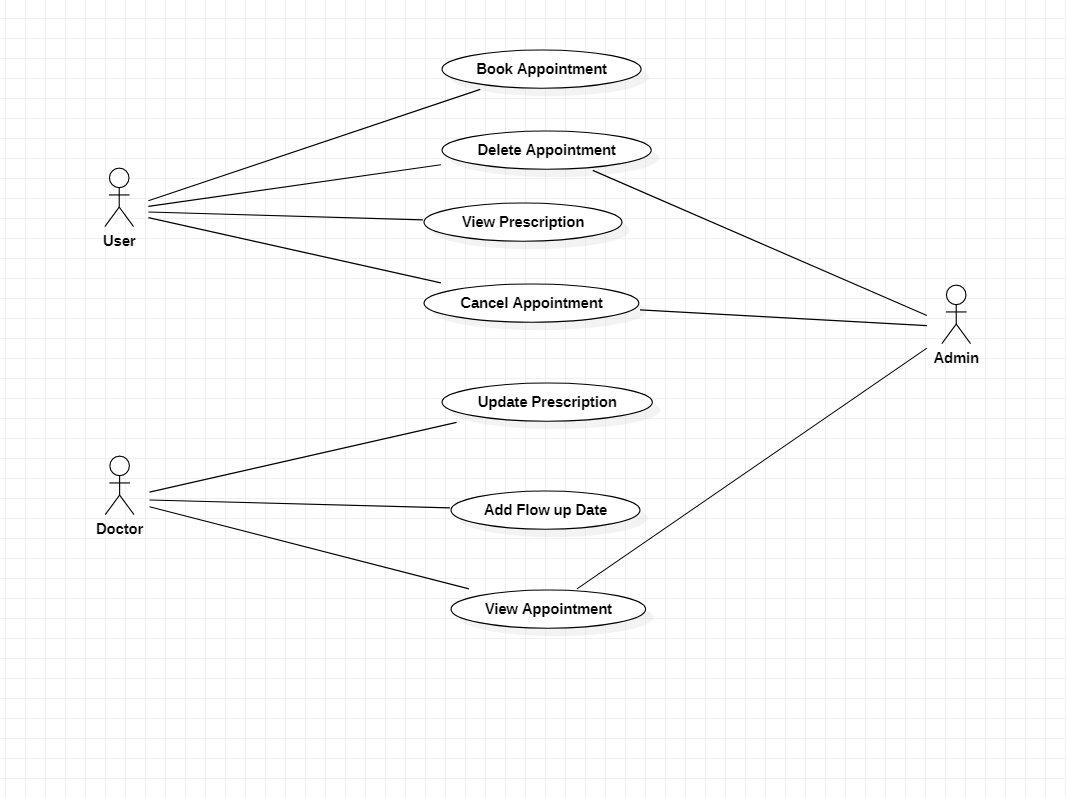 Book Appointment
Delete Appointment
User
View Prescription
Cancel Appointment
Admin
Update Prescription
Doctor
Add Flow up Date
View Appointment